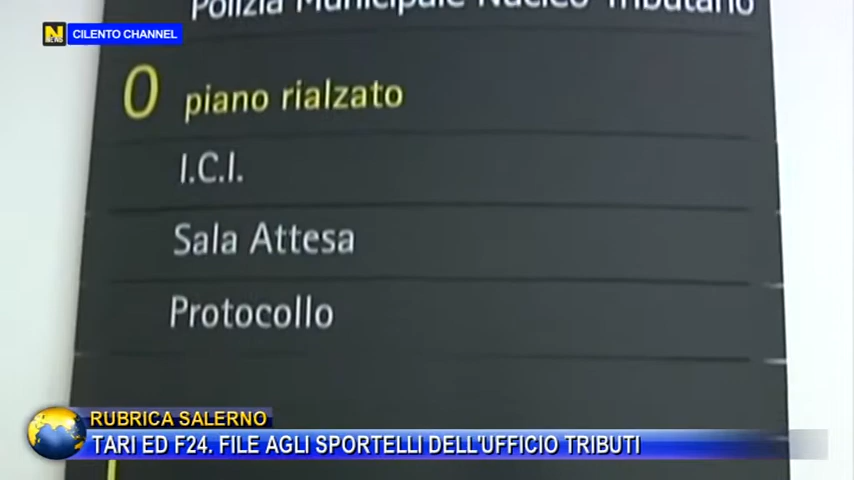 Polizia Municipale Nucleo Tributario
N
NEWS
CILENTO CHANNEL
0 piano rialzato
I.C.I.
Sala Attesa
Protocollo
RUBRICA SALERNO
TARI ED F24. FILE AGLI SPORTELLI DELL'UFFICIO TRIBUTI